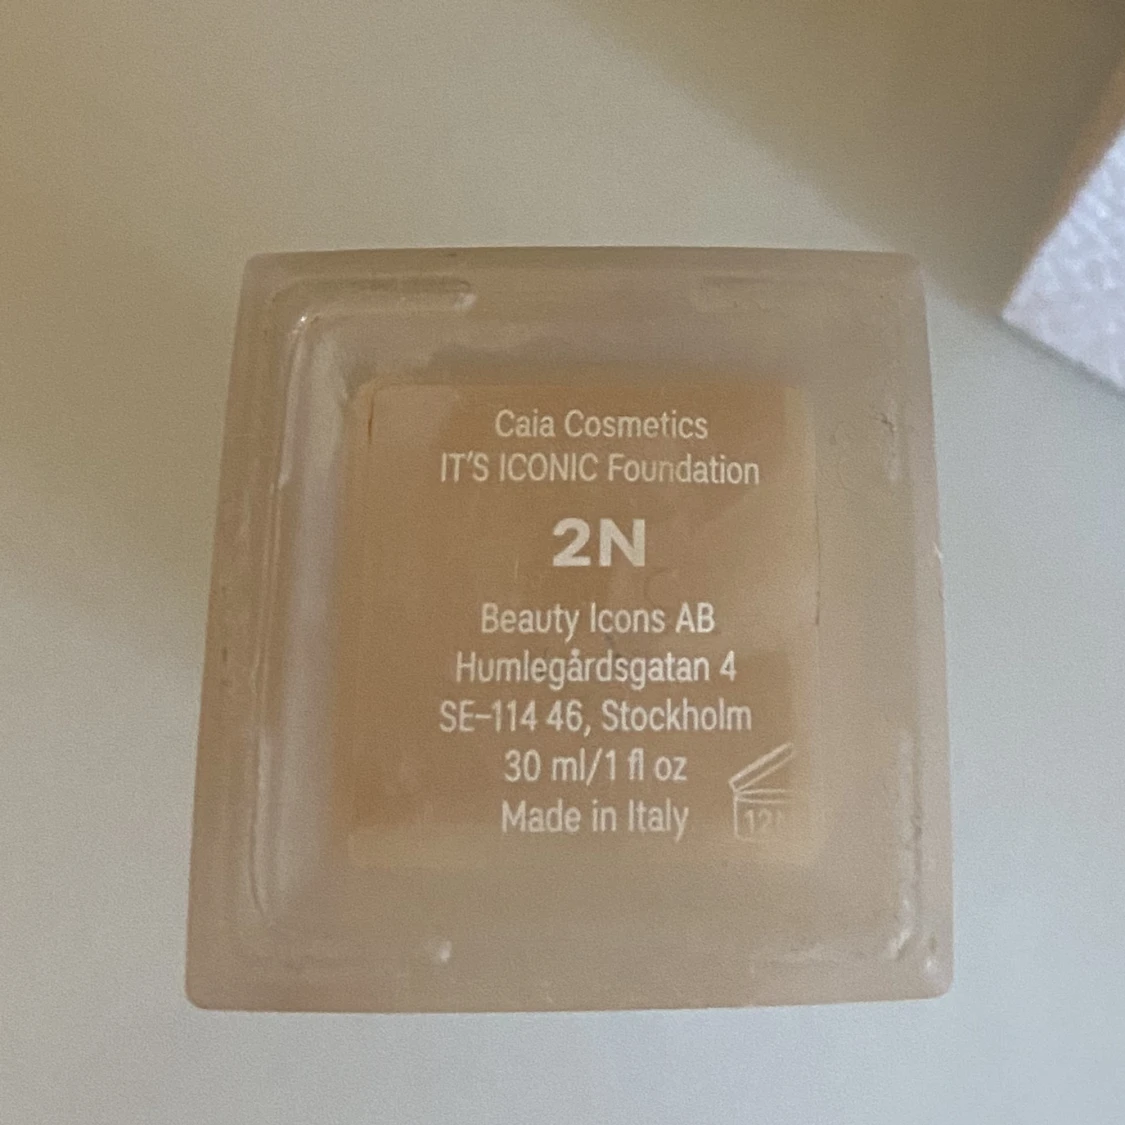 Caia Cosmetics
IT'S ICONIC Foundation
2N
Beauty Icons AB
Humlegårdsgatan 4
SE-114 46, Stockholm
30 ml/1 fl oz
Made in Italy